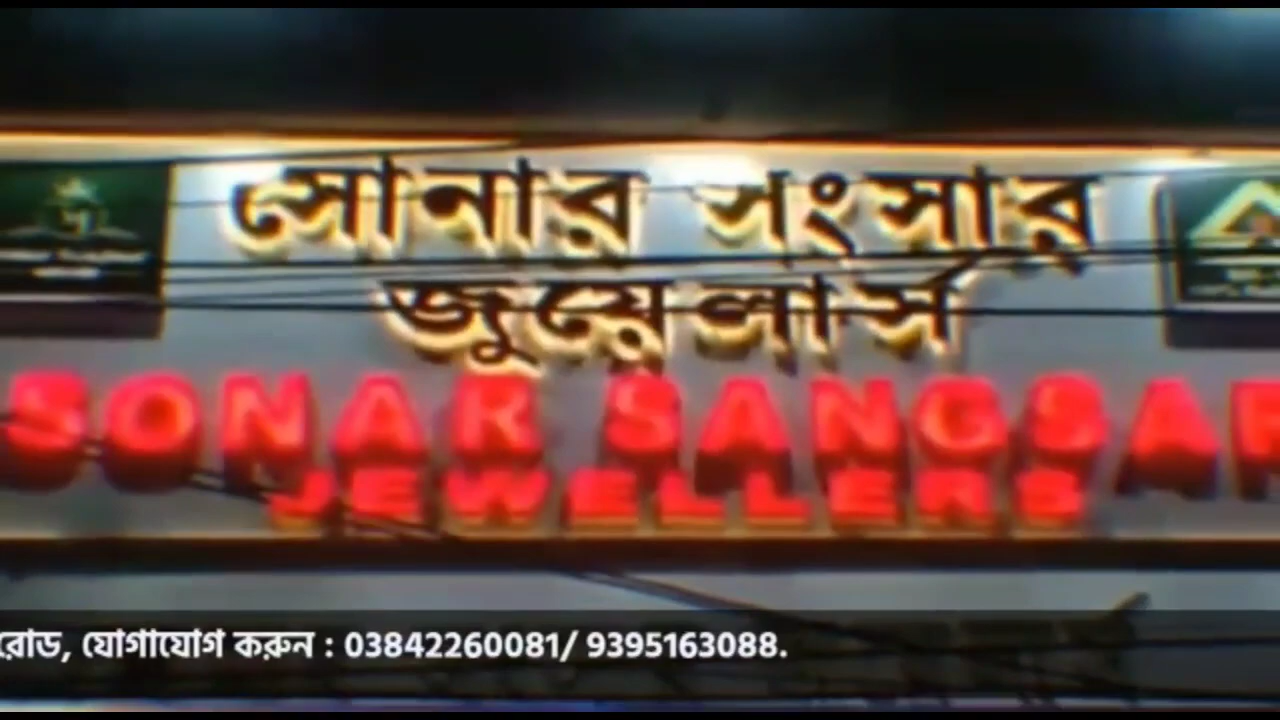 সোনার সংসার
জুয়েলার্স
SONAR SANGSAR
JEWELLERS
রোড, যোগাযোগ করুন : 03842260081/ 9395163088.